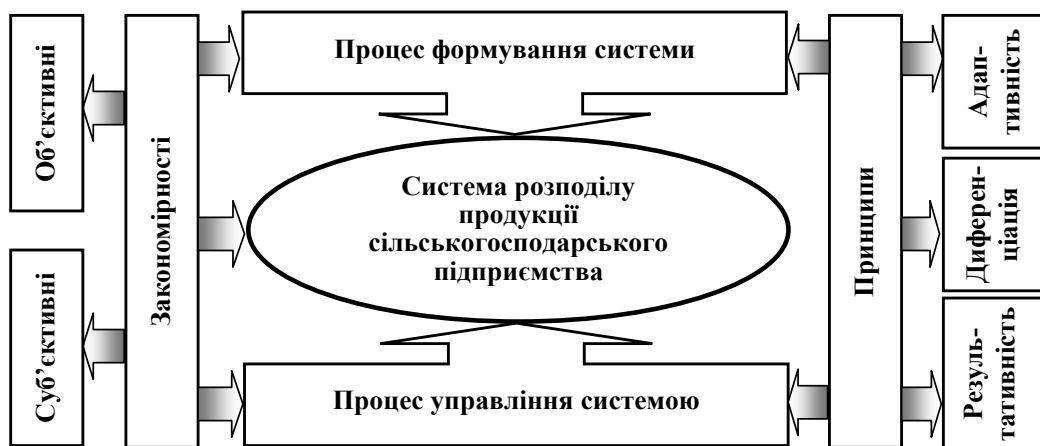 Об’єктивні
Суб’єктивні
Закономірності
Процес формування системи
Система розподілу
продукції
сільськогосподарського
підприємства
Процес управління системою
Принципи
Адап-
тивність
Диферен-
ціація
Резуль-
тативність